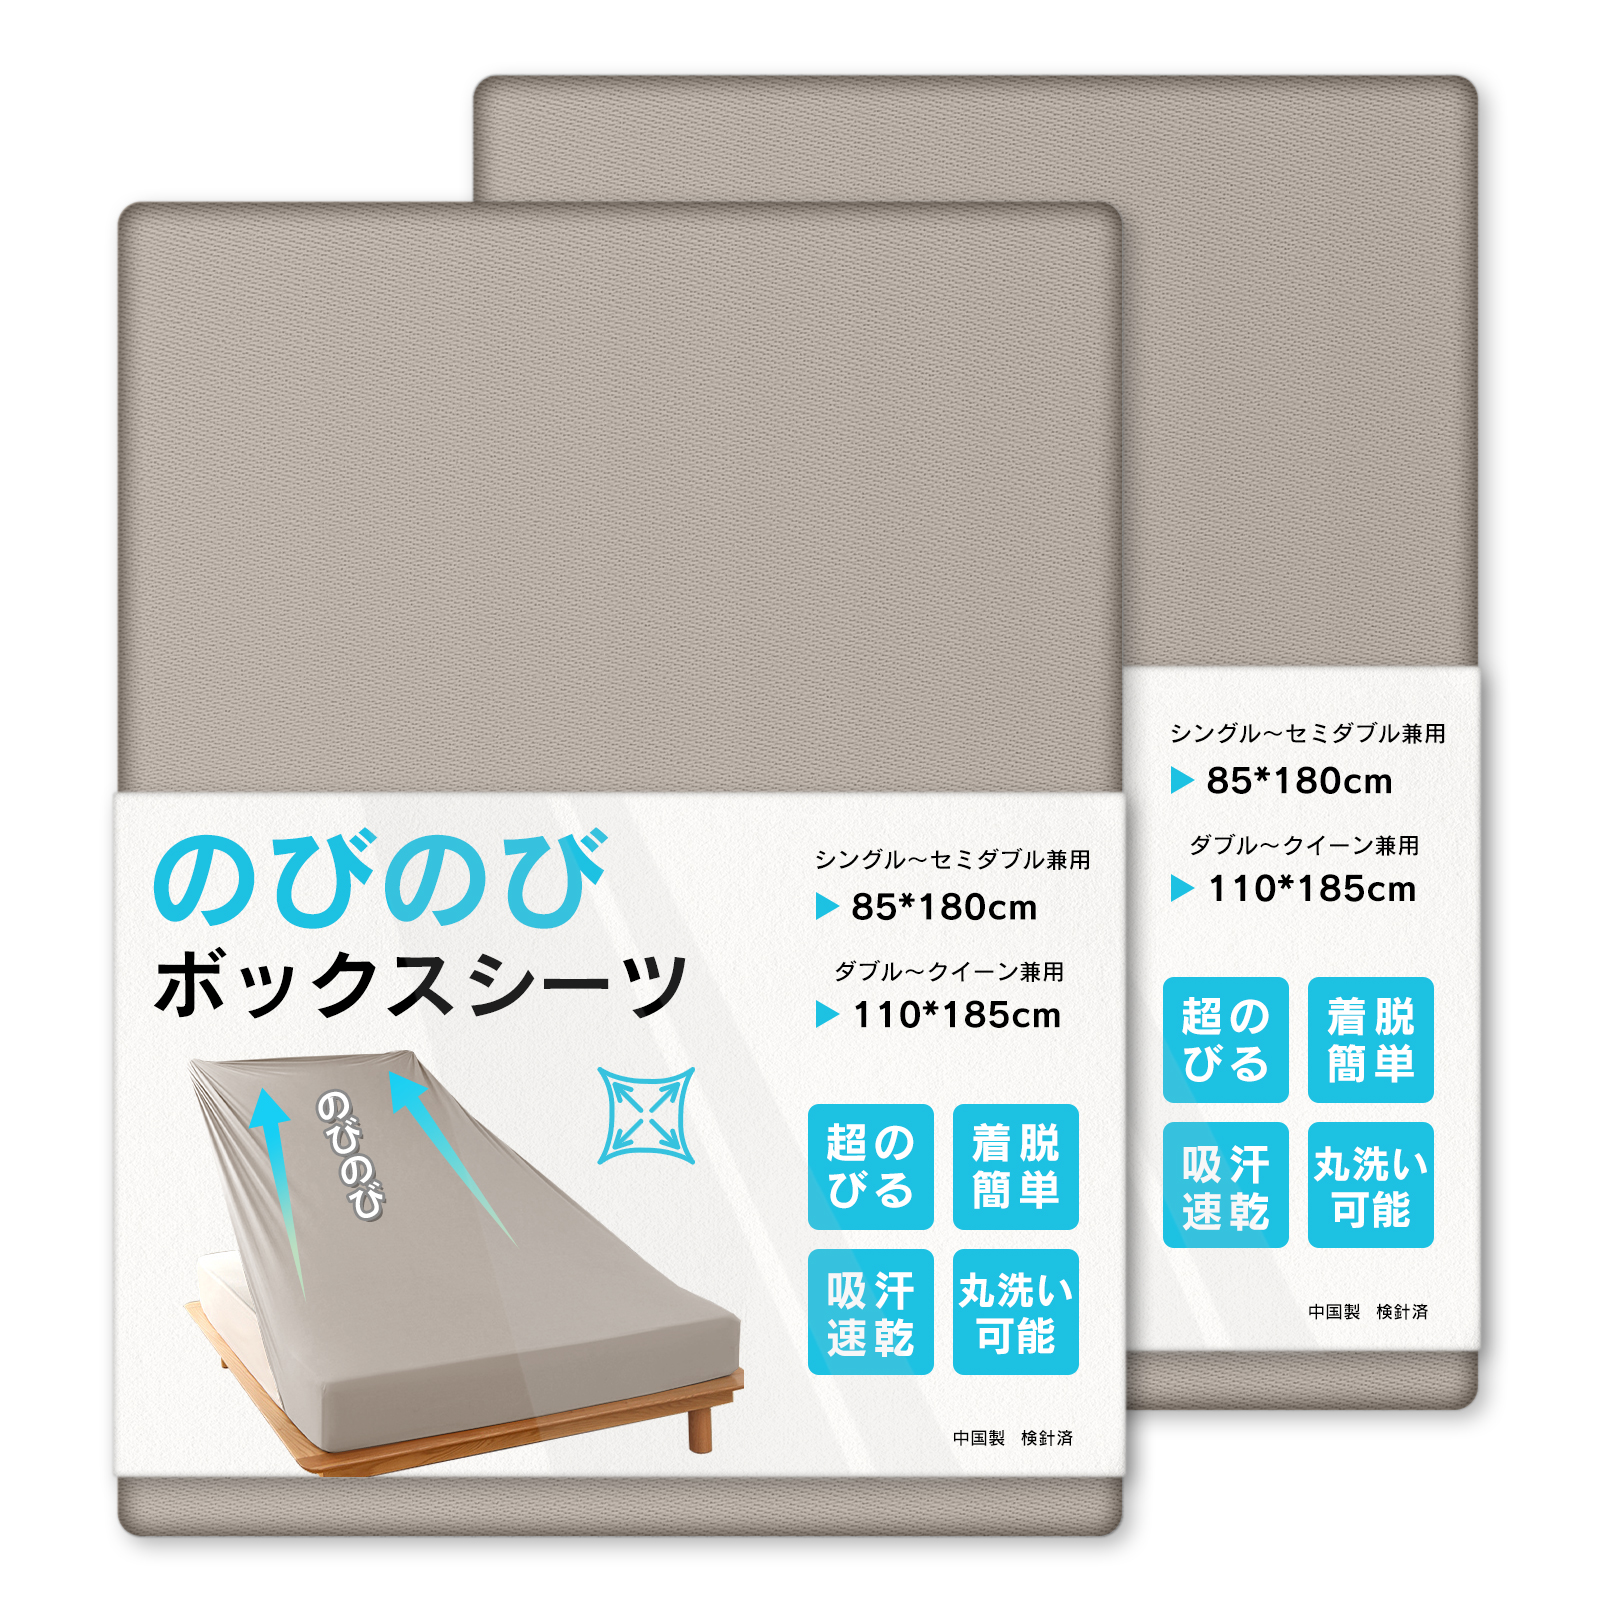 のびのび
ボックスシーツ
のびのび
シングル～セミダブル兼用
▶ 85*180cm
ダブル～クイーン兼用
▶ 110*185cm
超の
びる
着脱
簡単
吸汗
速乾
丸洗い
可能
中国製 検針済
シングル～セミダブル兼用
▶ 85*180cm
ダブル～クイーン兼用
▶ 110*185cm
超の
びる
着脱
簡単
吸汗
速乾
丸洗い
可能
中国製 検針済